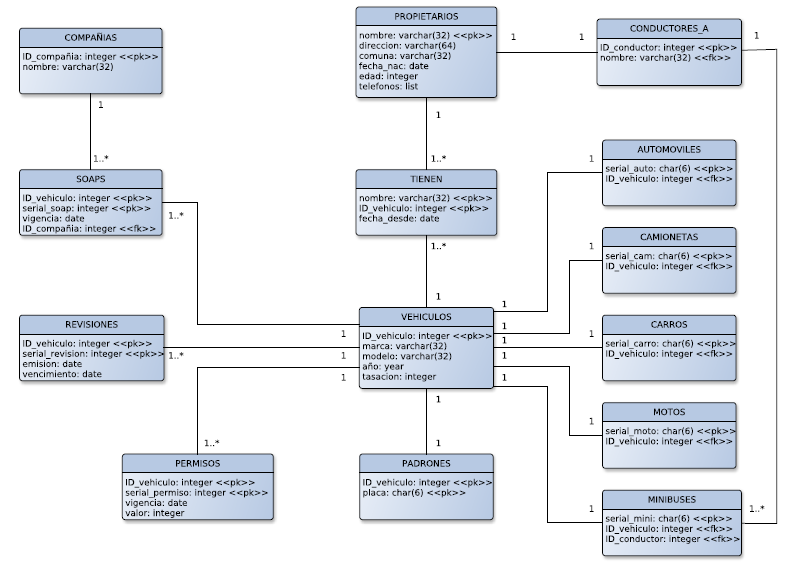 COMPAÑIAS
ID_compañia: integer <<pk>>
nombre: varchar(32)
1
1..*
PROPIETARIOS
nombre: varchar(32) <<pk>>
direccion: varchar(64)
comuna: varchar(32)
fecha_nac: date
edad: integer
telefonos: list
1
1
CONDUCTORES_A
ID_conductor: integer <<pk>>
nombre: varchar(32) <<fk>>
1
1
1..*
SOAPS
ID_vehiculo: integer <<pk>>
serial_soap: integer <<pk>>
vigencia: date
ID_compañia: integer <<fk>>
1..*
TIENEN
nombre: varchar(32) <<pk>>
ID_vehiculo: integer <<pk>>
fecha_desde: date
1..*
1
AUTOMOVILES
serial_auto: char(6) <<pk>>
ID_vehiculo: integer <<fk>>
1
CAMIONETAS
serial_cam: char(6) <<pk>>
ID_vehiculo: integer <<fk>>
1
REVISIONES
ID_vehiculo: integer <<pk>>
serial_revision: integer <<pk>>
emision: date
vencimiento: date
1..*
VEHICULOS
ID_vehiculo: integer <<pk>>
marca: varchar(32)
modelo: varchar(32)
año: year
tasacion: integer
1
1
1
1
1
1
1
1
1
CARROS
serial_carro: char(6) <<pk>>
ID_vehiculo: integer <<fk>>
1
MOTOS
serial_moto: char(6) <<pk>>
ID_vehiculo: integer <<fk>>
1
1..*
PERMISOS
ID_vehiculo: integer <<pk>>
serial_permiso: integer <<pk>>
vigencia: date
valor: integer
1
PADRONES
ID_vehiculo: integer <<pk>>
placa: char(6) <<pk>>
MINIBUSES
serial_mini: char(6) <<pk>>
ID_vehiculo: integer <<fk>>
ID_conductor: integer <<fk>>
1
1..*